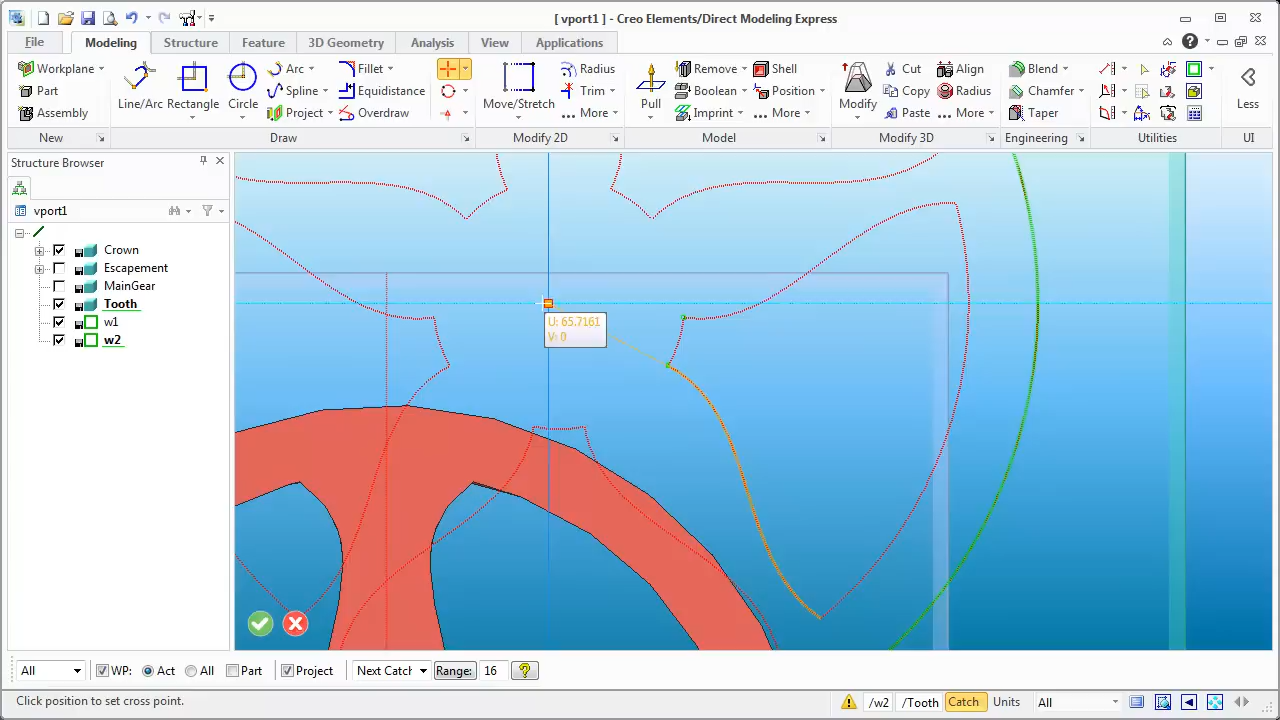 [ vport1 ] - Creo Elements/Direct Modeling Express
File Modeling Structure Feature 3D Geometry Analysis View Applications
Workplane Line/Arc Rectangle Circle Arc Fillet Move/Stretch Radius Pull Remove Shell Modify Cut Align Blend Less
Part Spline Equidistance Trim Boolean Position Copy Radius Chamfer
Assembly Project Overdraw More Imprint More Paste More Taper
New Draw Modify 2D Model Modify 3D Engineering Utilities UI
Structure Browser
vport1
Crown
Escapement
MainGear
Tooth
w1
w2
U: 65.7161
V: 0
All WP: Act All Part Project Next Catch Range: 16 ?
Click position to set cross point. /w2 /Tooth Catch Units All